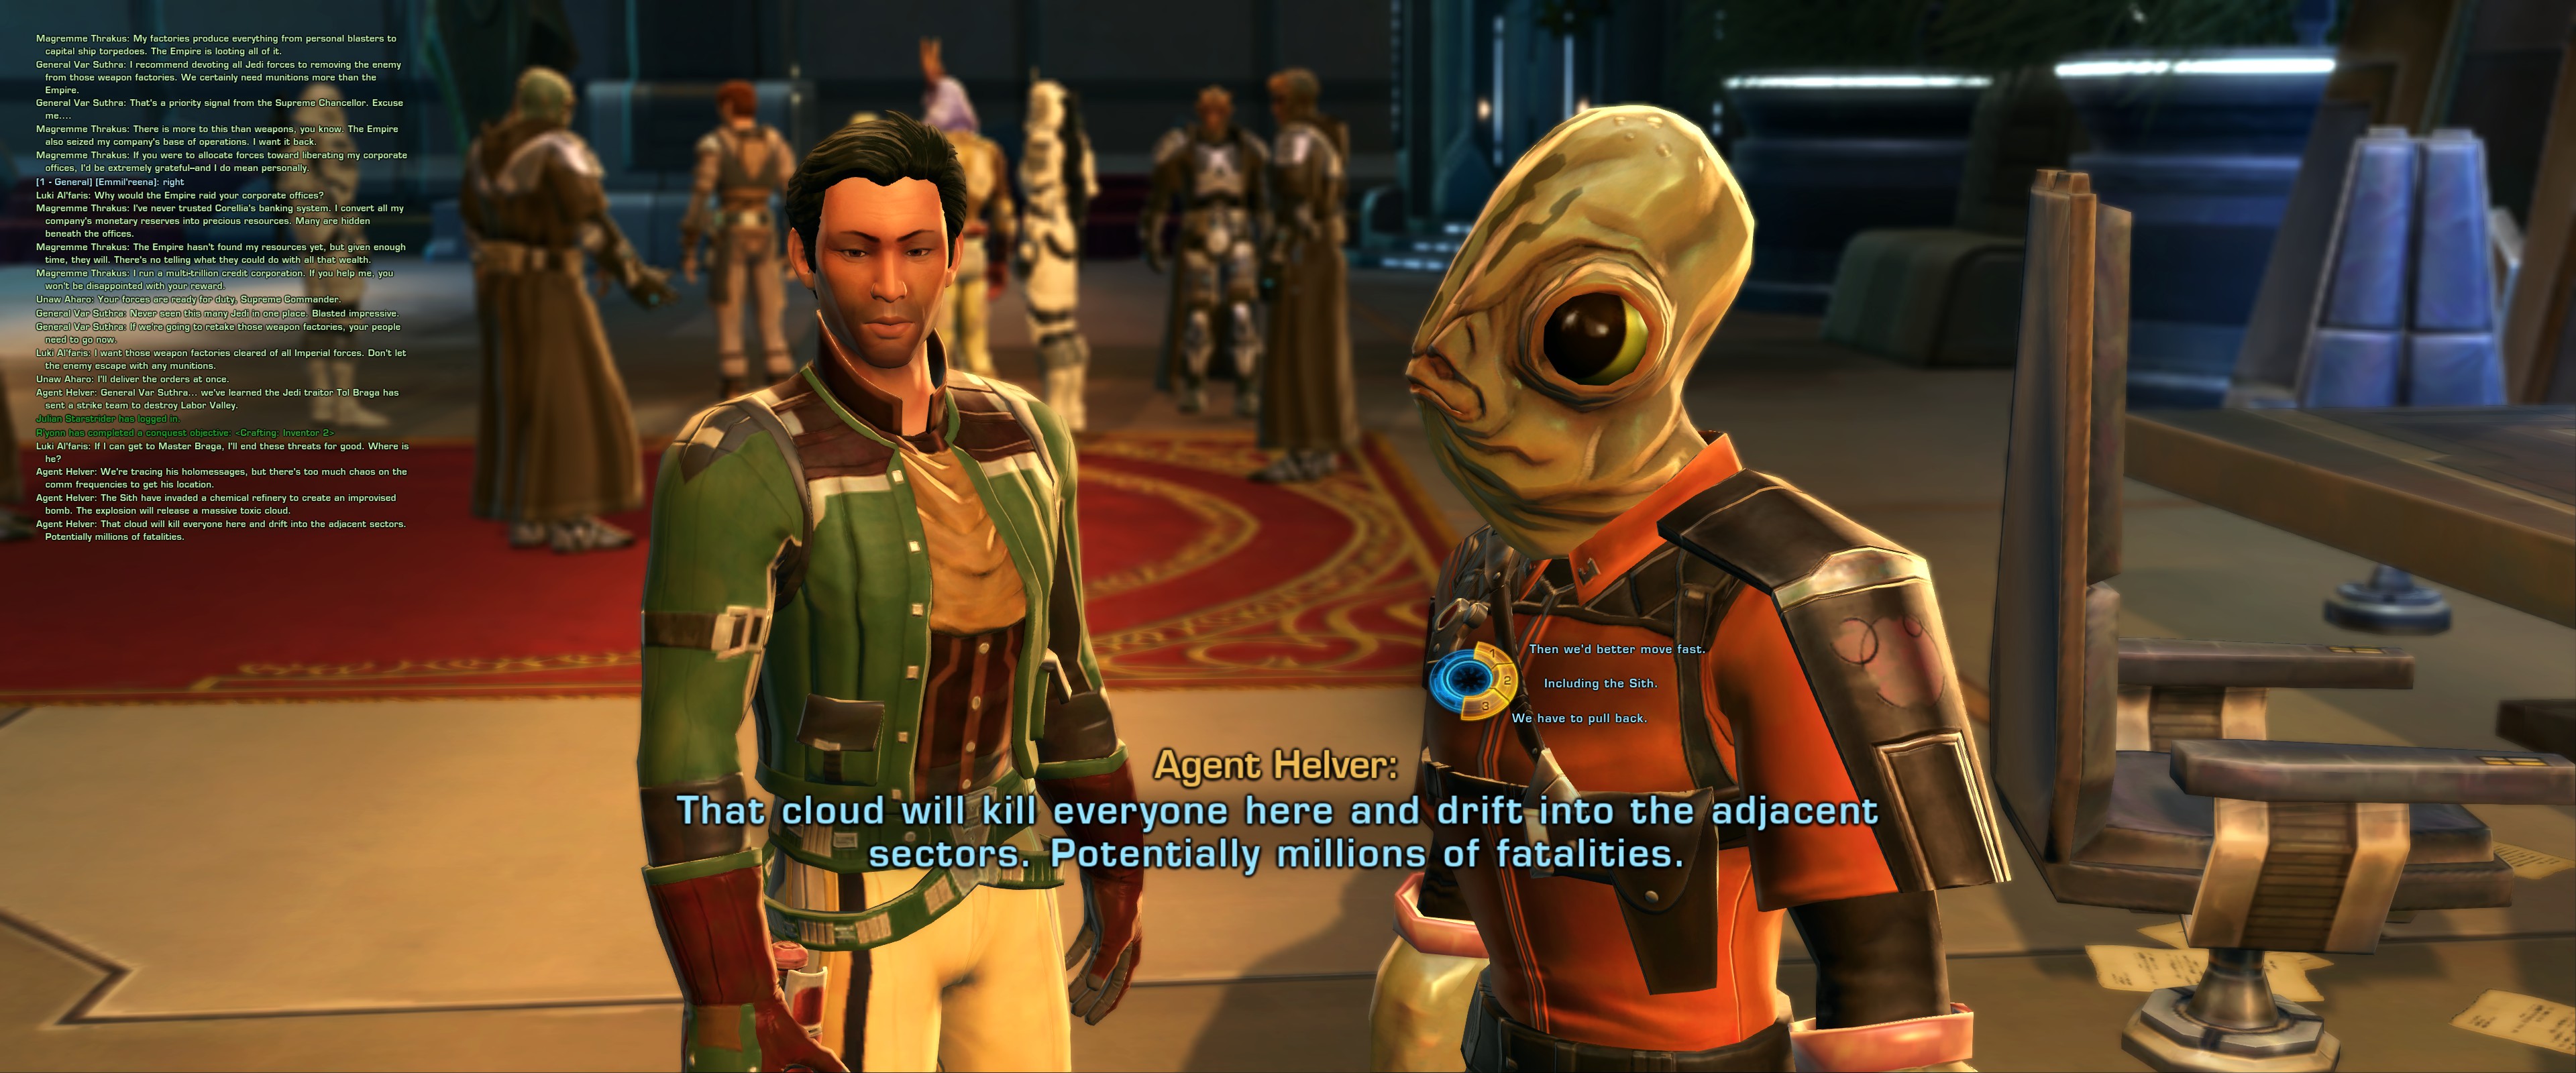 Magremme Thrakus: My factories produce everything from personal blasters to
capital ship torpedoes. The Empire is looting all of it.
General Var Suthra: I recommend devoting all Jedi forces to removing the enemy
from those weapon factories. We certainly need munitions more than the
Empire.
General Var Suthra: That's a priority signal from the Supreme Chancellor. Excuse
me....
Magremme Thrakus: There is more to this than weapons, you know. The Empire
also seized my company's base of operations. I want it back.
Magremme Thrakus: If you were to allocate forces toward liberating my corporate
offices, I'd be extremely grateful—and I do mean personally.
[1 - General] [Emmil'reena]: right
Luki Al'faris: Why would the Empire raid your corporate offices?
Magremme Thrakus: I've never trusted Corellia's banking system. I convert all my
company's monetary reserves into precious resources. Many are hidden
beneath the offices.
Magremme Thrakus: The Empire hasn't found my resources yet, but given enough
time, they will. There's no telling what they could do with all that wealth.
Magremme Thrakus: I run a multi-trillion credit corporation. If you help me, you
won't be disappointed with your reward.
Unaw Aharo: Your forces are ready for duty, Supreme Commander.
General Var Suthra: Never seen this many Jedi in one place. Blasted impressive.
General Var Suthra: If we're going to retake those weapon factories, your people
need to go now.
Luki Al'faris: I want those weapon factories cleared of all Imperial forces. Don't let
the enemy escape with any munitions.
Unaw Aharo: I'll deliver the orders at once.
Agent Helver: General Var Suthra... we've learned the Jedi traitor Tol Braga has
sent a strike team to destroy Labor Valley.
Julian Starstrider has logged in.
R'yonn has completed a conquest objective: <Crafting: Inventor 2>
Luki Al'faris: If I can get to Master Braga, I'll end these threats for good. Where is
he?
Agent Helver: We're tracing his holomessages, but there's too much chaos on the
comm frequencies to get his location.
Agent Helver: The Sith have invaded a chemical refinery to create an improvised
bomb. The explosion will release a massive toxic cloud.
Agent Helver: That cloud will kill everyone here and drift into the adjacent sectors.
Potentially millions of fatalities.
1 Then we'd better move fast.
2 Including the Sith.
3 We have to pull back.
Agent Helver:
That cloud will kill everyone here and drift into the adjacent
sectors. Potentially millions of fatalities.